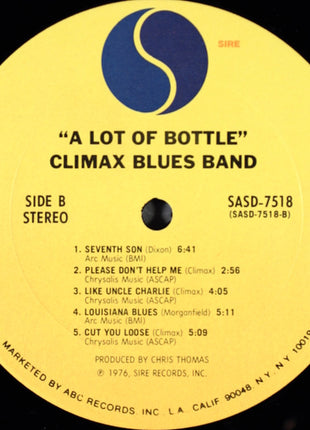 SIRE
"A LOT OF BOTTLE"
CLIMAX BLUES BAND
SIDE B SASD-7518
STEREO (SASD-7518-B)
1. SEVENTH SON (Dixon) 6:41
Arc Music (BMI)
2. PLEASE DON'T HELP ME (Climax) 2:56
Chrysalis Music (ASCAP)
3. LIKE UNCLE CHARLIE (Climax) 4:05
Chrysalis Music (ASCAP)
4. LOUISIANA BLUES (Morganfield) 5:11
Arc Music (BMI)
5. CUT YOU LOOSE (Climax) 5:09
Chrysalis Music (ASCAP)
PRODUCED BY CHRIS THOMAS
℗ 1976, SIRE RECORDS, INC.
MARKETED BY ABC RECORDS, INC. L.A. CALIF. 90048, N.Y. N.Y. 10019